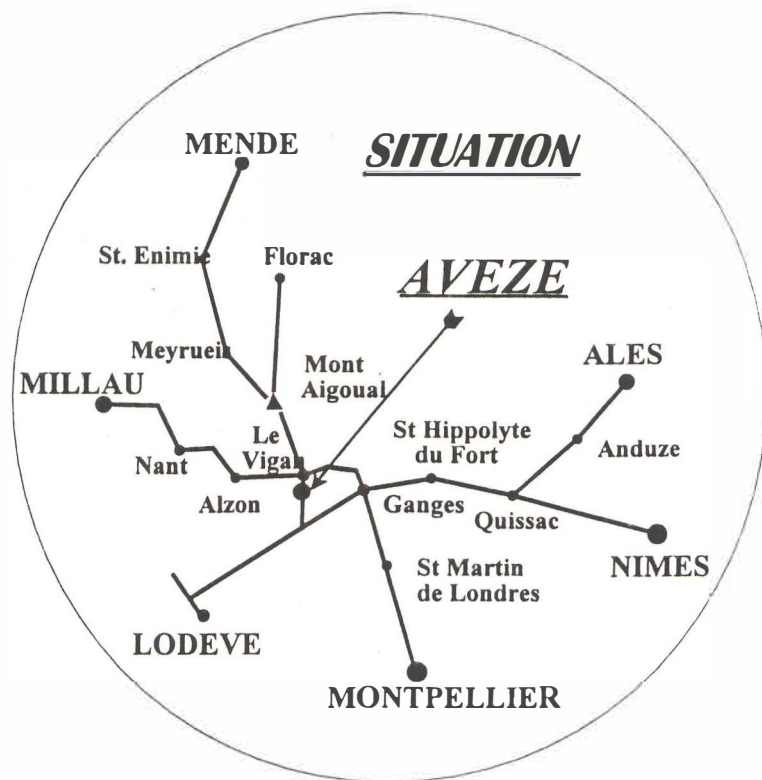 MENDE
SITUATION
St. Enimie
Florac
AVEZE
Meyrueis
Mont
Aigoual
MILLAU
ALES
Le
Vigan
St Hippolyte
du Fort
Anduze
Nant
Alzon
Ganges
Quissac
St Martin
de Londres
NIMES
LODEVE
MONTPELLIER